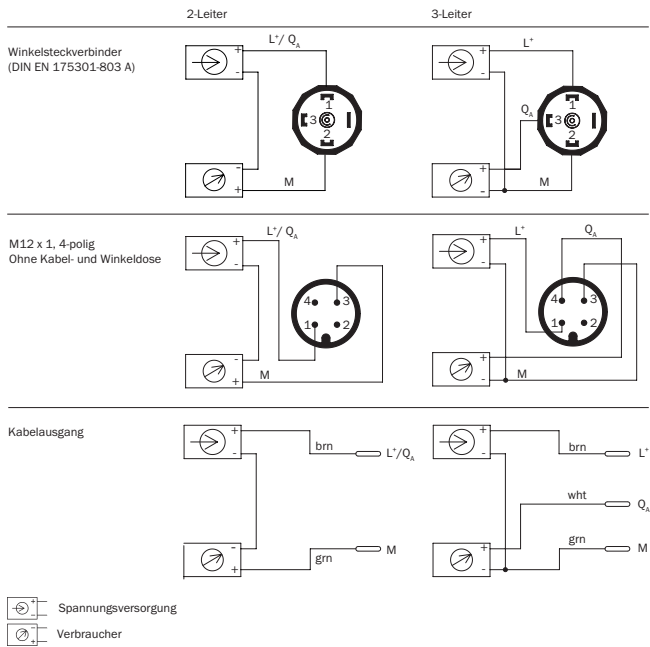 2-Leiter
3-Leiter
Winkelsteckverbinder
(DIN EN 175301-803 A)
+
L⁺/ Q_A
-
1
3
2
-
+
M
+
L⁺
-
Q_A
1
3
2
+
-
M
M12 x 1, 4-polig
Ohne Kabel- und Winkeldose
+
L⁺/ Q_A
-
4
3
1
2
-
+
M
+
L⁺
Q_A
-
4
3
1
2
+
-
M
Kabelausgang
+
-
brn
L⁺/Q_A
-
+
grn
M
+
-
brn
L⁺
wht
Q_A
+
-
grn
M
+
-
Spannungsversorgung
+
-
Verbraucher